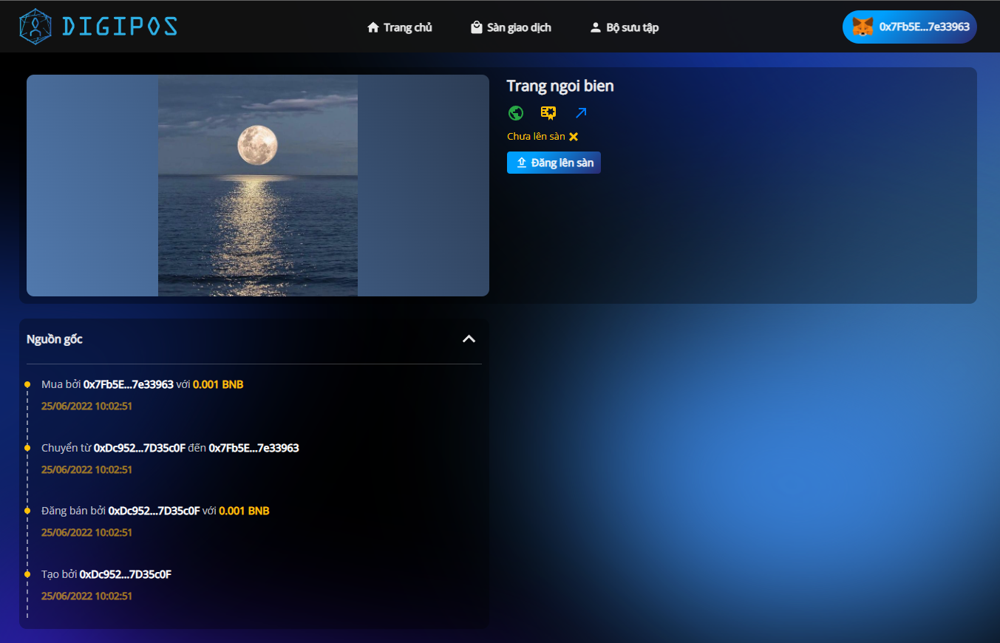 DIGIPOS
Trang chủ
Sàn giao dịch
Bộ sưu tập
0x7Fb5E...7e33963
Trang ngoi bien
Chưa lên sàn
Đăng lên sàn
Nguồn gốc
Mua bởi 0x7Fb5E...7e33963 với 0.001 BNB
25/06/2022 10:02:51
Chuyển từ 0xDc952...7D35c0F đến 0x7Fb5E...7e33963
25/06/2022 10:02:51
Đăng bán bởi 0xDc952...7D35c0F với 0.001 BNB
25/06/2022 10:02:51
Tạo bởi 0xDc952...7D35c0F
25/06/2022 10:02:51